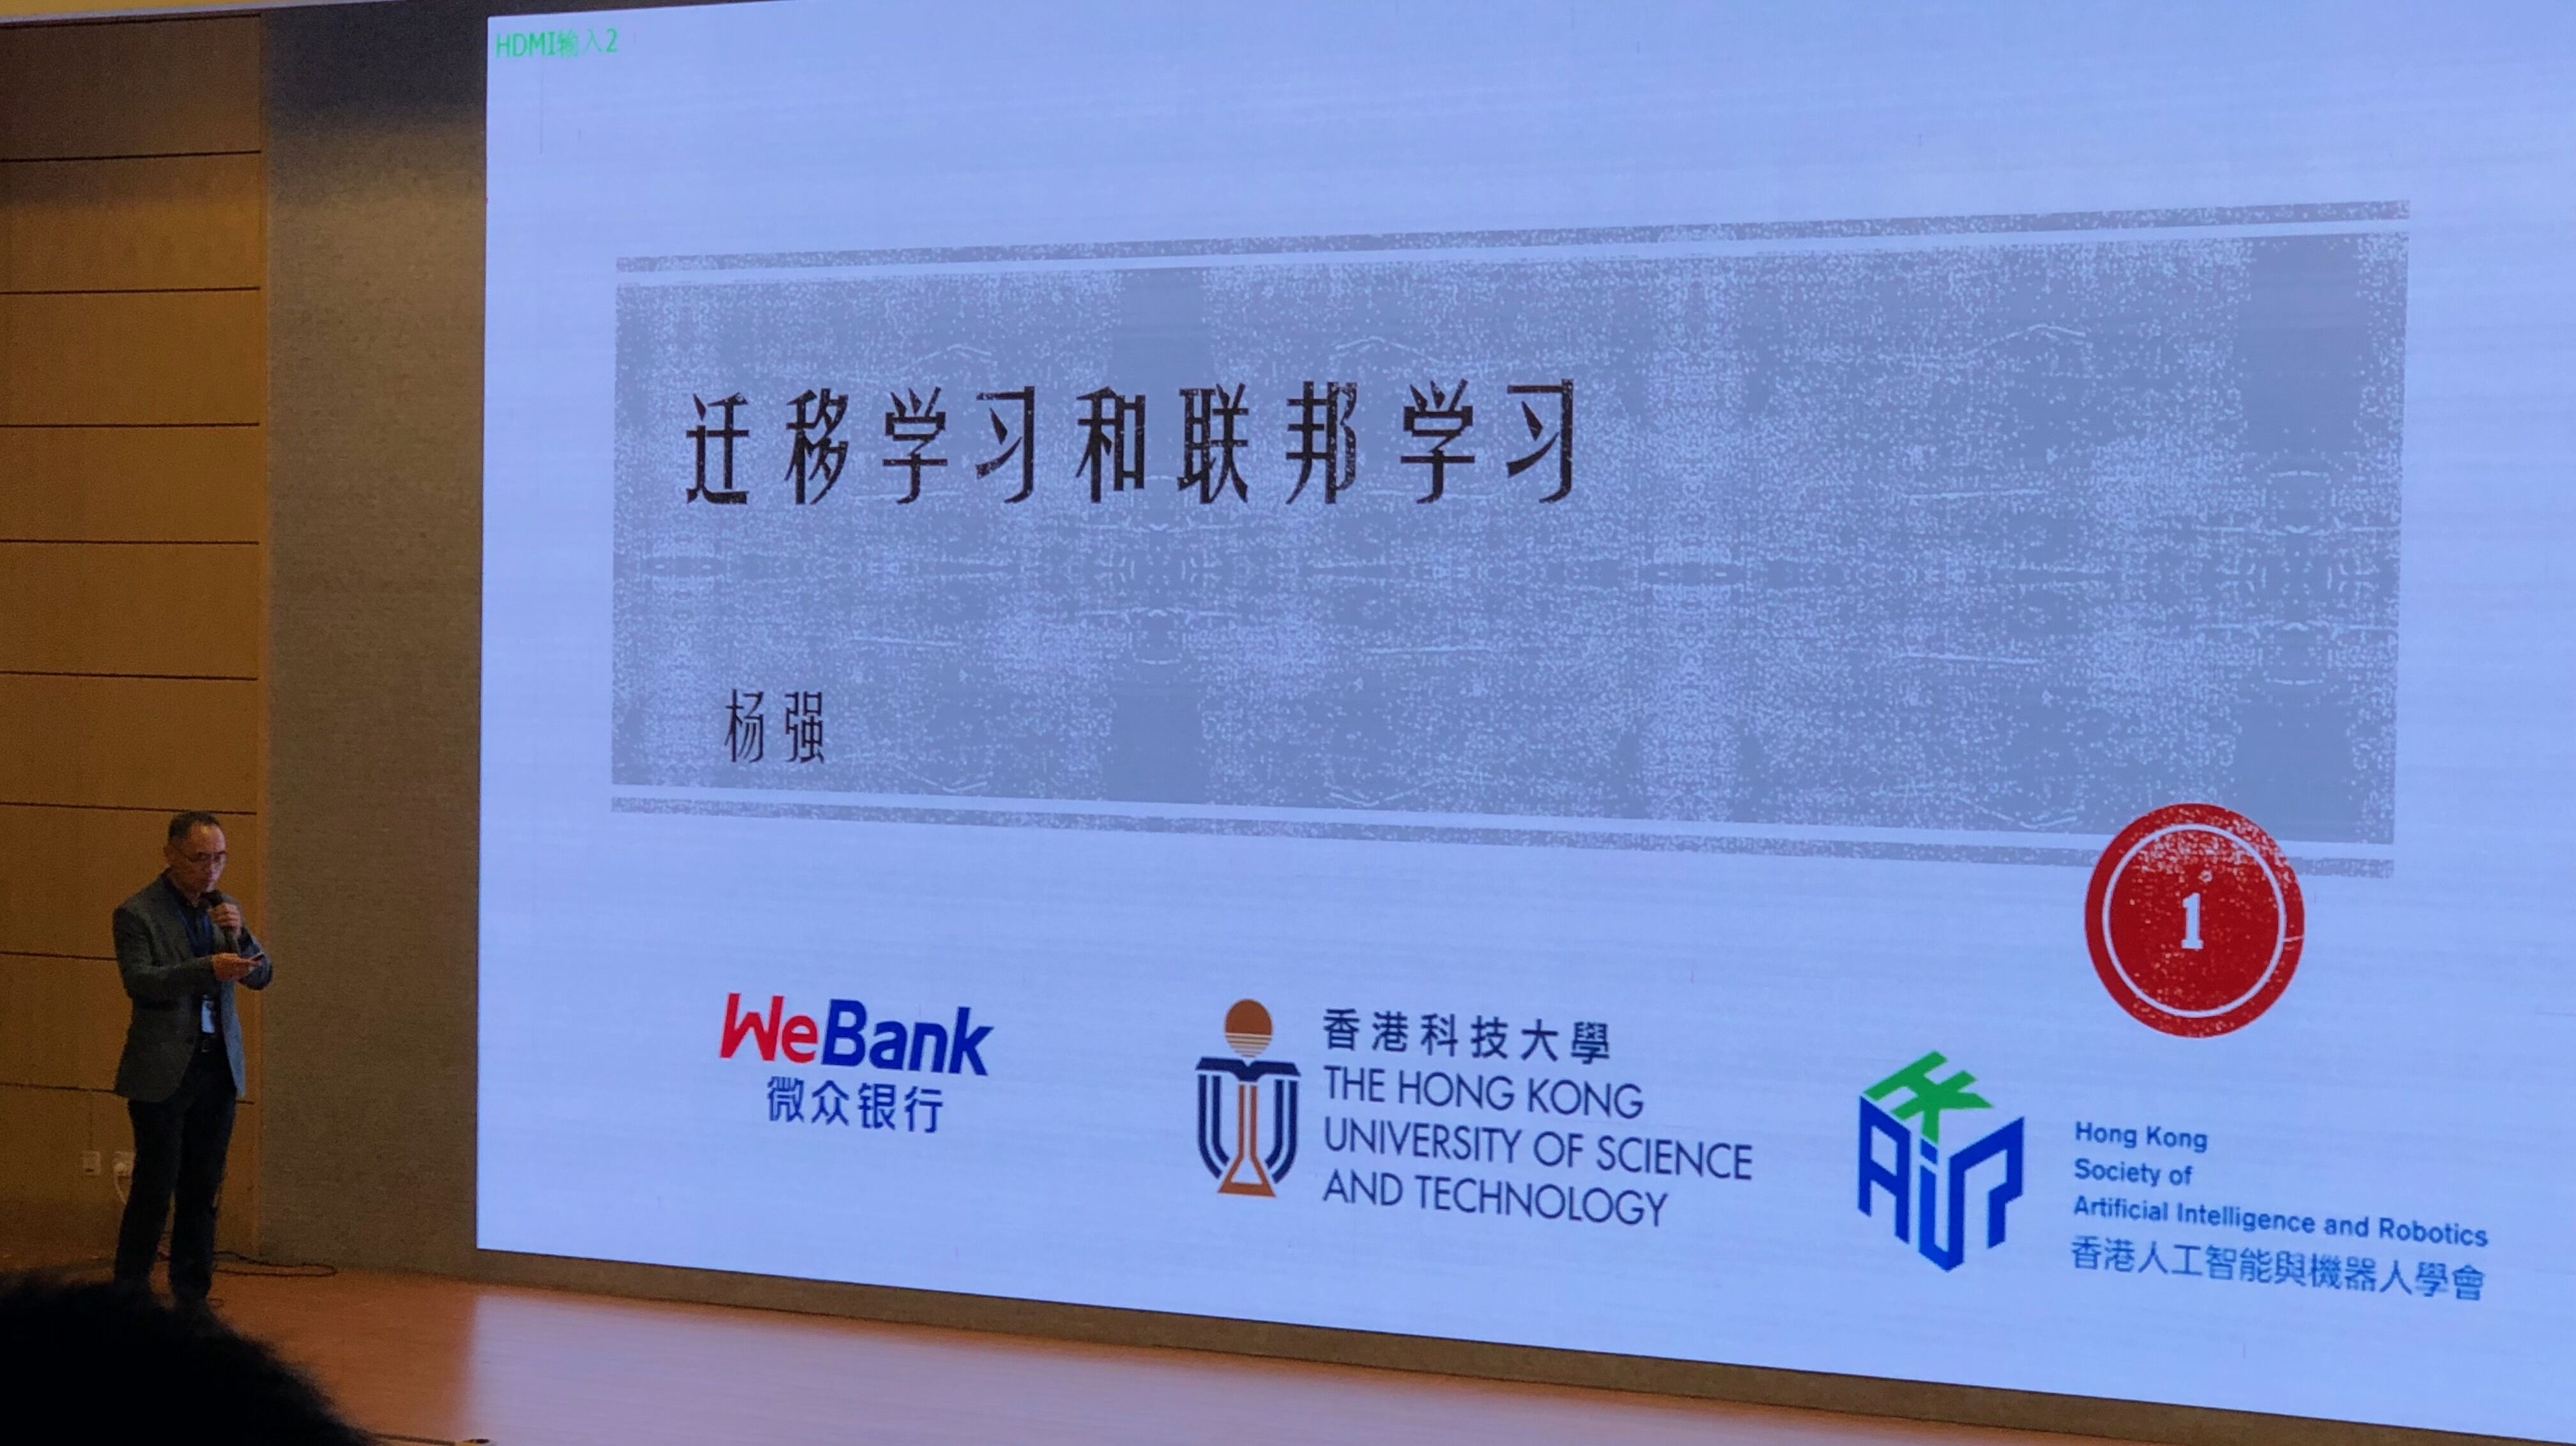 HDMI输入2
迁移学习和联邦学习
杨强
1
WeBank
微众银行
香港科技大學
THE HONG KONG
UNIVERSITY OF SCIENCE
AND TECHNOLOGY
HK
AiR
Hong Kong
Society of
Artificial Intelligence and Robotics
香港人工智能與機器人學會